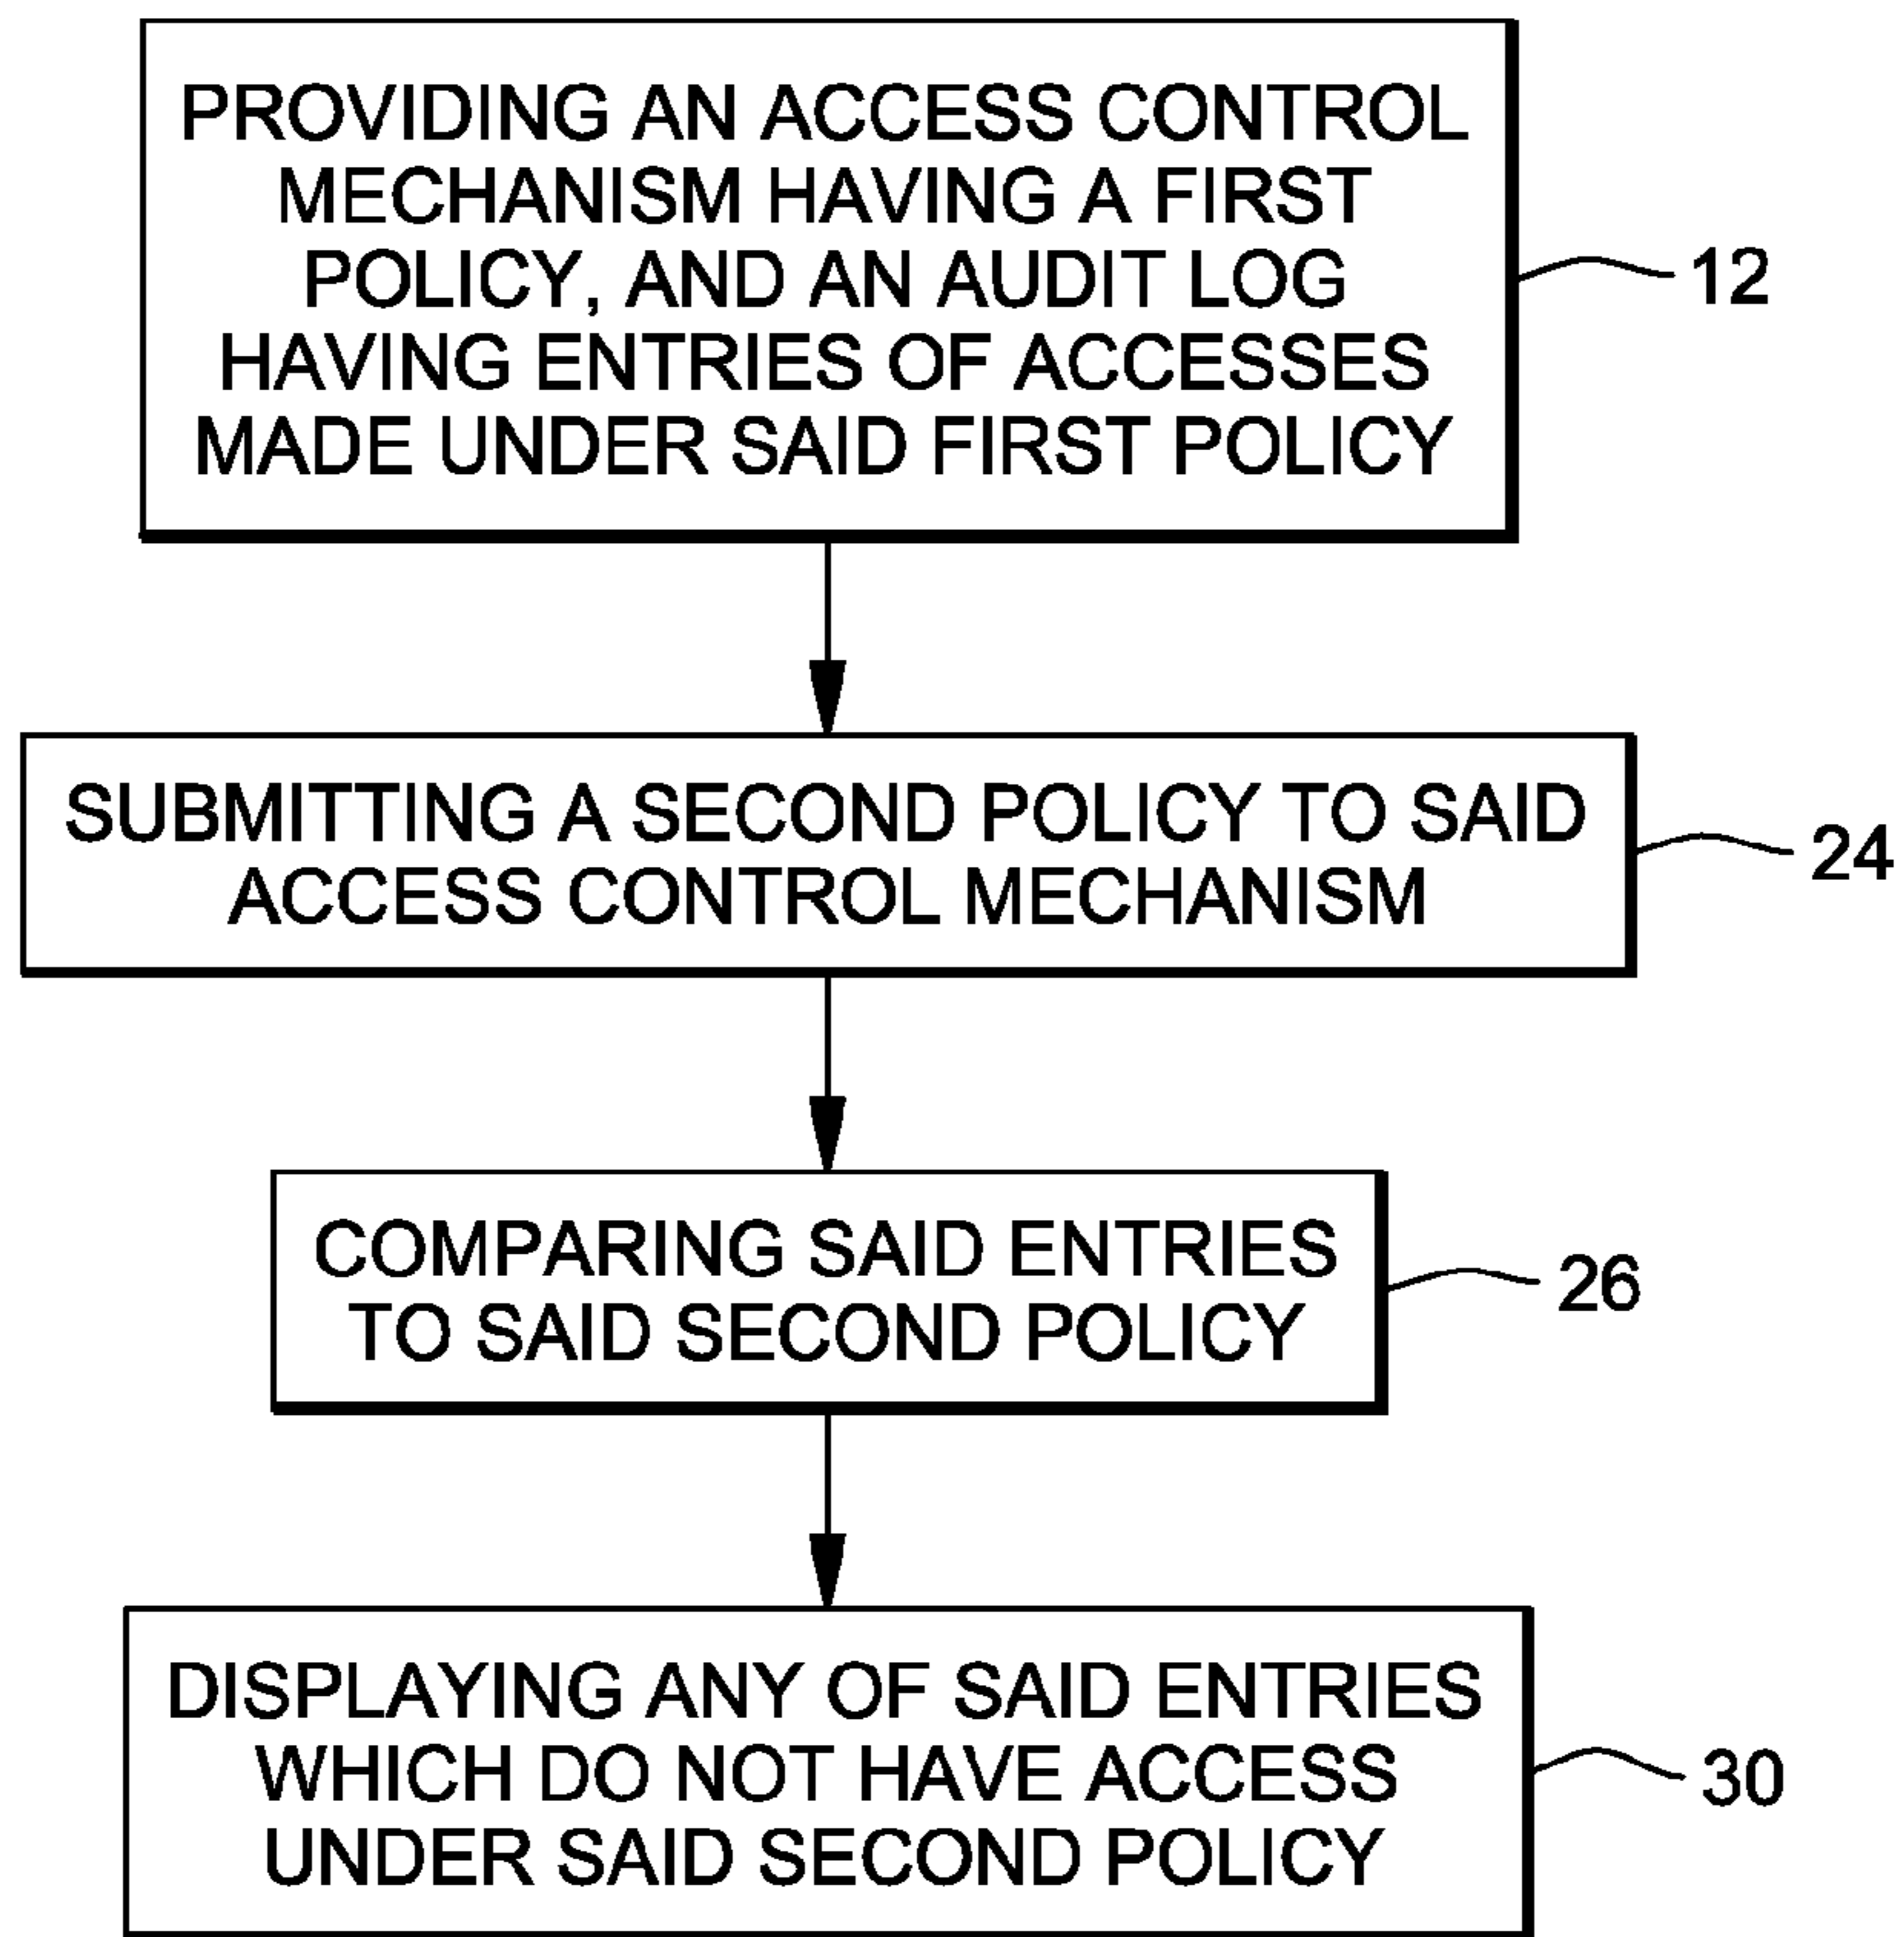 PROVIDING AN ACCESS CONTROL
MECHANISM HAVING A FIRST
POLICY, AND AN AUDIT LOG
HAVING ENTRIES OF ACCESSES
MADE UNDER SAID FIRST POLICY
12
SUBMITTING A SECOND POLICY TO SAID
ACCESS CONTROL MECHANISM
24
COMPARING SAID ENTRIES
TO SAID SECOND POLICY
26
DISPLAYING ANY OF SAID ENTRIES
WHICH DO NOT HAVE ACCESS
UNDER SAID SECOND POLICY
30